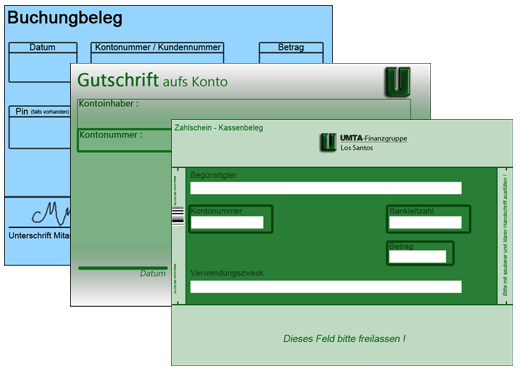 Buchungbeleg
Datum
Kontonummer / Kundennummer
Betrag
Pin (falls vorhanden)
Unterschrift Mita
Gutschrift aufs Konto
Kontoinhaber :
Kontonummer :
Datum
Zahlschein - Kassenbeleg
UMTA-Finanzgruppe
Los Santos
Begünstigter
Kontonummer
Bankleitzahl
Betrag
Verwendungszweck
Bitte mit sauberer und klarer Handschrift ausfüllen !
Dieses Feld bitte freilassen !